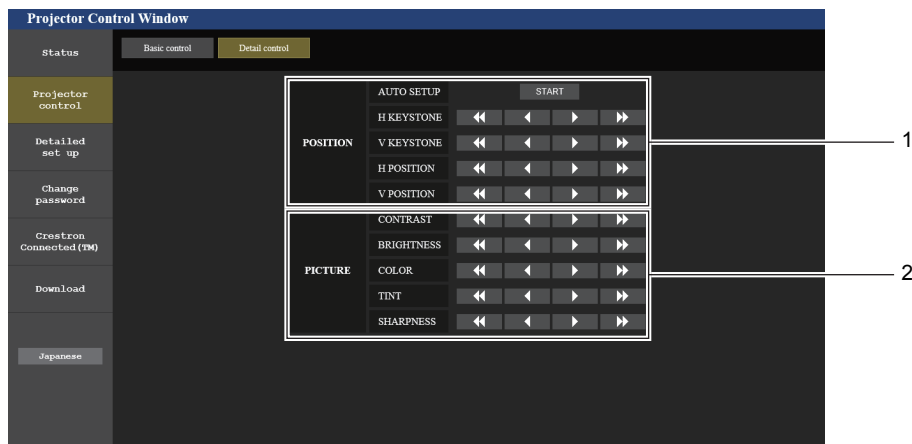 Projector Control Window
Status
Basic control
Detail control
Projector
control
Detailed
set up
Change
password
Crestron
Connected(TM)
Download
Japanese
POSITION
AUTO SETUP
START
H KEYSTONE
V KEYSTONE
H POSITION
V POSITION
1
PICTURE
CONTRAST
BRIGHTNESS
COLOR
TINT
SHARPNESS
2